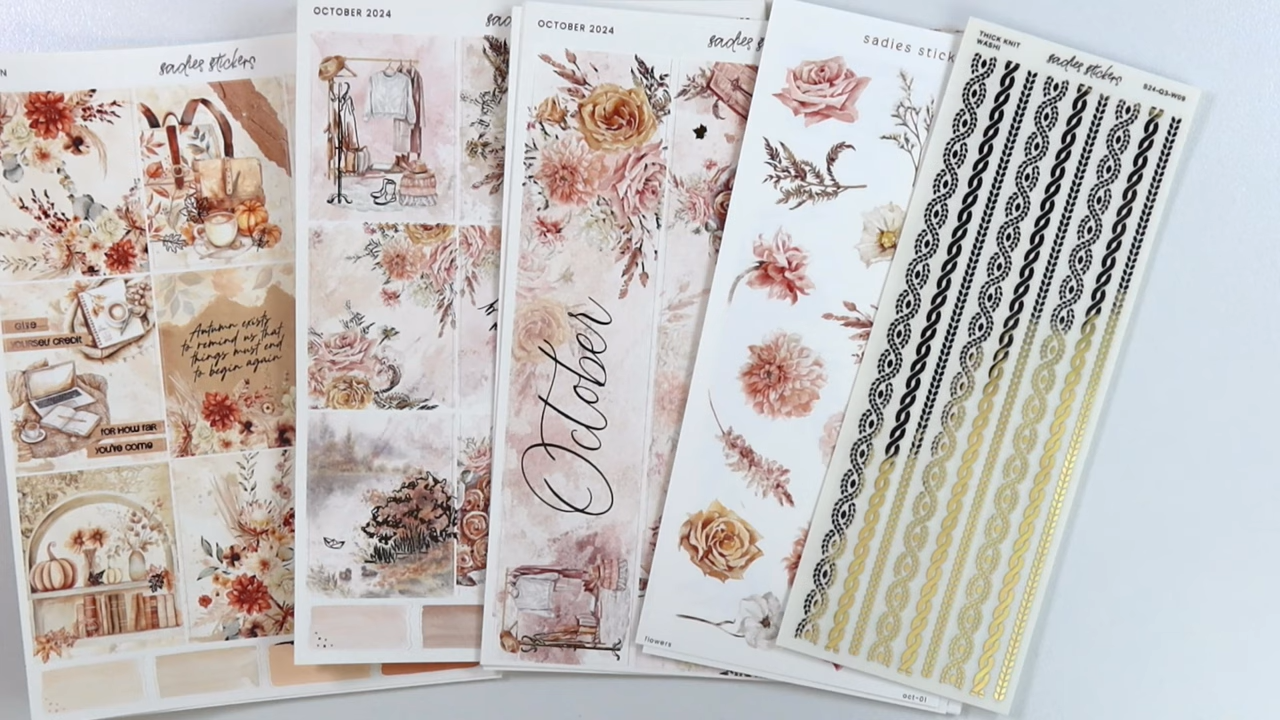 N
sadies stickers
GIVE
YOURSELF CREDIT
FOR HOW FAR
YOU'VE COME
Autumn exists
to remind us that
things must end
to begin again
OCTOBER 2024
sadies
OCTOBER 2024
sadies s
October
sadies stick
flowers
oct-01
THICK KNIT
WASHI
sadies stickers
S24-Q3-W09